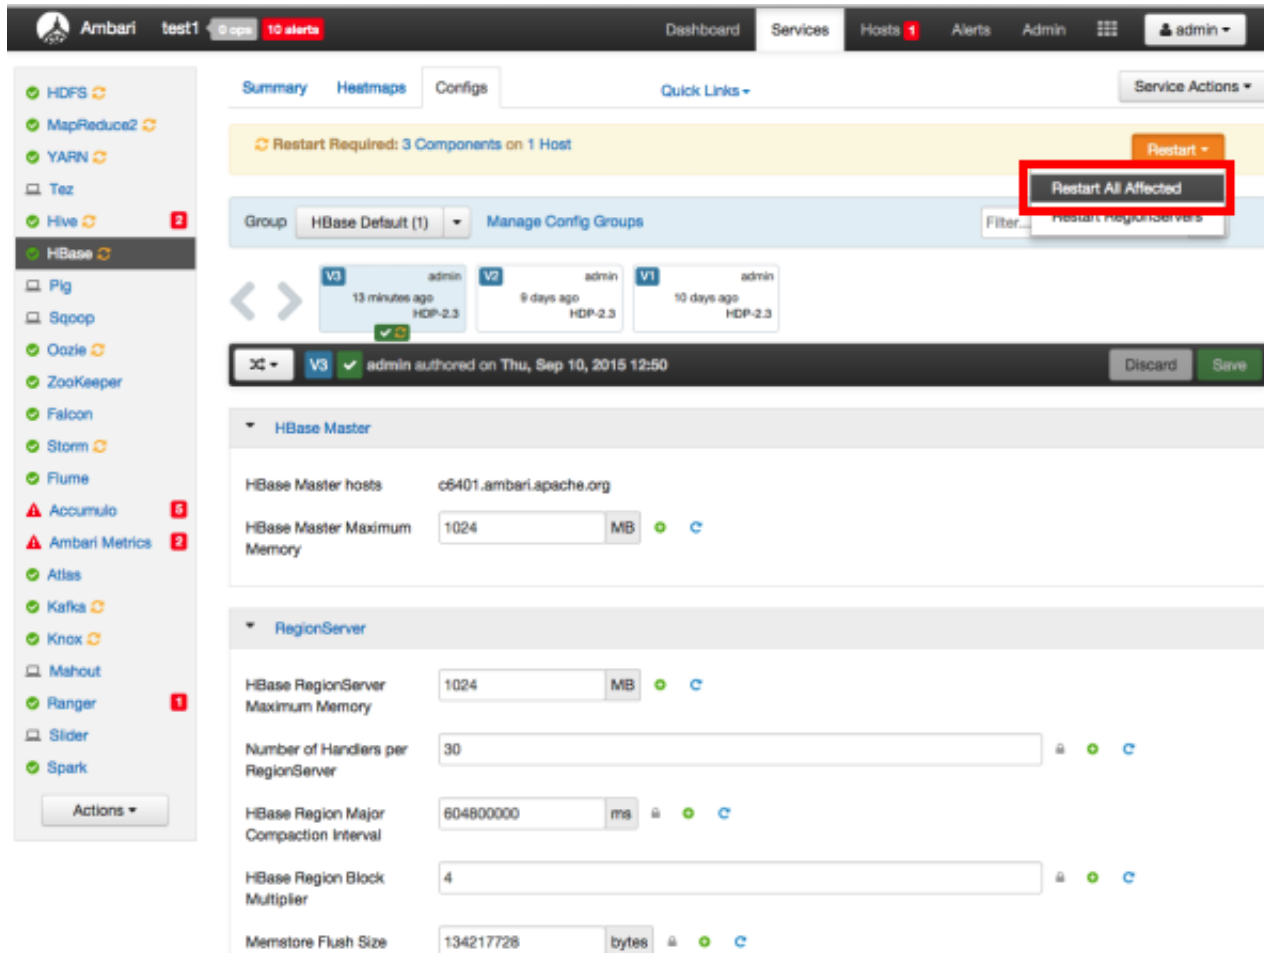 Ambari test1 0 ops 10 alerts Dashboard Services Hosts 1 Alerts Admin admin
Summary Heatmaps Configs Quick Links Service Actions
Restart Required: 3 Components on 1 Host Restart
Restart All Affected
Restart RegionServers
Group HBase Default (1) Manage Config Groups Filter...
V3 admin
13 minutes ago
HDP-2.3
V2 admin
9 days ago
HDP-2.3
V1 admin
10 days ago
HDP-2.3
V3 admin authored on Thu, Sep 10, 2015 12:50 Discard Save
HDFS
MapReduce2
YARN
Tez
Hive 2
HBase
Pig
Sqoop
Oozie
ZooKeeper
Falcon
Storm
Flume
Accumulo 5
Ambari Metrics 2
Atlas
Kafka
Knox
Mahout
Ranger 1
Slider
Spark
Actions
HBase Master
HBase Master hosts c6401.ambari.apache.org
HBase Master Maximum
Memory
1024 MB
RegionServer
HBase RegionServer
Maximum Memory
1024 MB
Number of Handlers per
RegionServer
30
HBase Region Major
Compaction Interval
604800000 ms
HBase Region Block
Multiplier
4
Memstore Flush Size 134217728 bytes